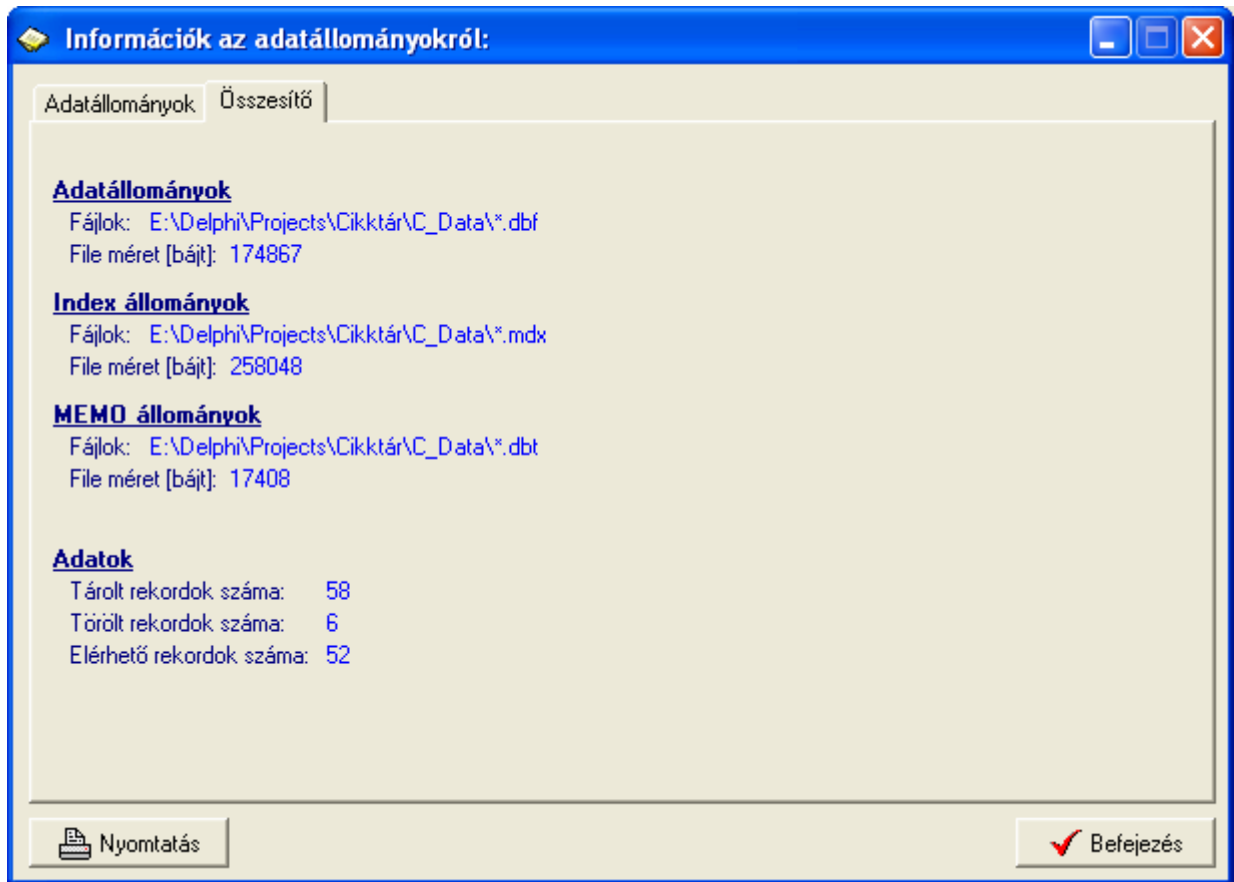 Információk az adatállományokról:
Adatállományok Összesítő
Adatállományok
Fájlok: E:\Delphi\Projects\Cikktár\C_Data\*.dbf
File méret [bájt]: 174867
Index állományok
Fájlok: E:\Delphi\Projects\Cikktár\C_Data\*.mdx
File méret [bájt]: 258048
MEMO állományok
Fájlok: E:\Delphi\Projects\Cikktár\C_Data\*.dbt
File méret [bájt]: 17408
Adatok
Tárolt rekordok száma: 58
Törölt rekordok száma: 6
Elérhető rekordok száma: 52
Nyomtatás Befejezés